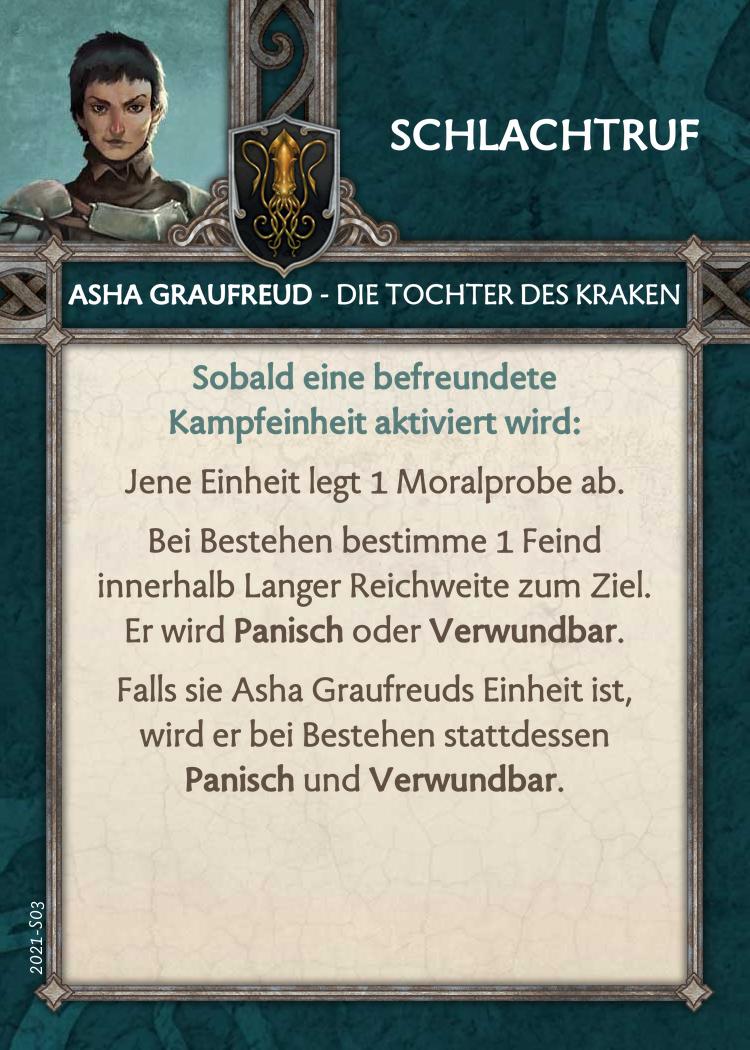 SCHLACHTRUF
ASHA GRAUFREUD - DIE TOCHTER DES KRAKEN
Sobald eine befreundete
Kampfeinheit aktiviert wird:
Jene Einheit legt 1 Moralprobe ab.
Bei Bestehen bestimme 1 Feind
innerhalb Langer Reichweite zum Ziel.
Er wird Panisch oder Verwundbar.
Falls sie Asha Graufreuds Einheit ist,
wird er bei Bestehen stattdessen
Panisch und Verwundbar.
2021-S03